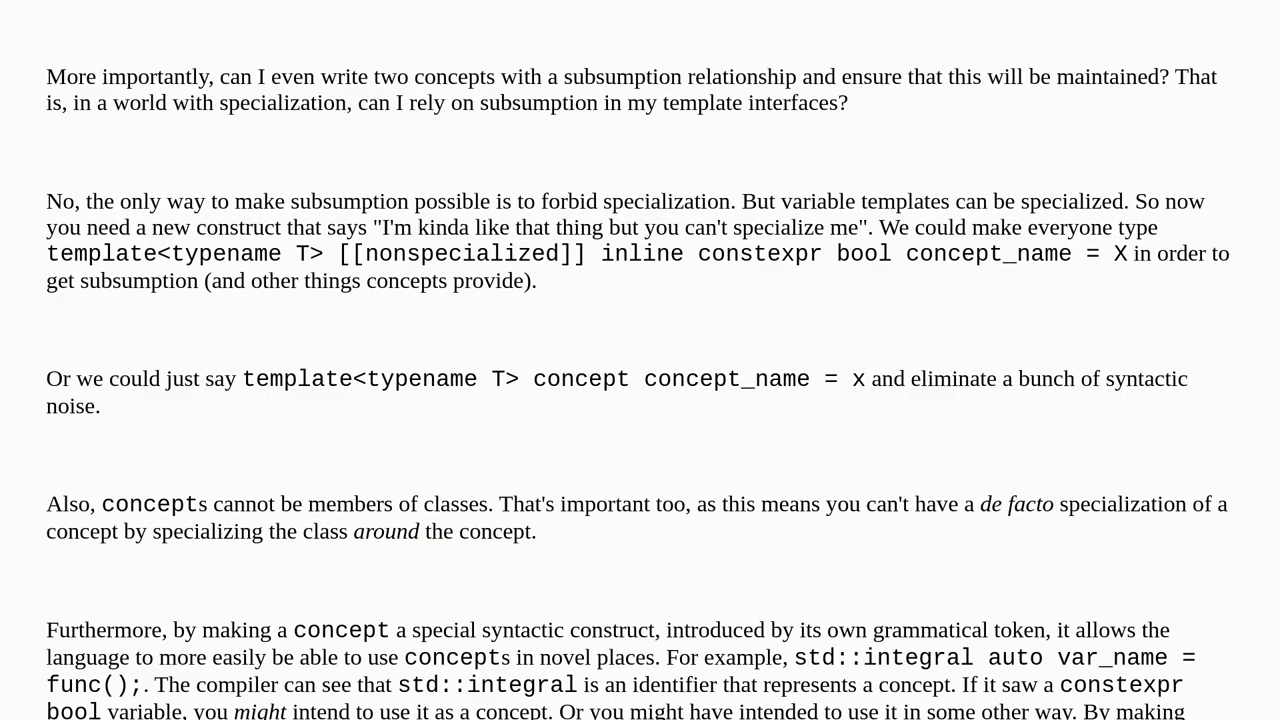 More importantly, can I even write two concepts with a subsumption relationship and ensure that this will be maintained? That
is, in a world with specialization, can I rely on subsumption in my template interfaces?
No, the only way to make subsumption possible is to forbid specialization. But variable templates can be specialized. So now
you need a new construct that says "I'm kinda like that thing but you can't specialize me". We could make everyone type
template<typename T> [[nonspecialized]] inline constexpr bool concept_name = X in order to
get subsumption (and other things concepts provide).
Or we could just say template<typename T> concept concept_name = x and eliminate a bunch of syntactic
noise.
Also, concepts cannot be members of classes. That's important too, as this means you can't have a de facto specialization of a
concept by specializing the class around the concept.
Furthermore, by making a concept a special syntactic construct, introduced by its own grammatical token, it allows the
language to more easily be able to use concepts in novel places. For example, std::integral auto var_name =
func();. The compiler can see that std::integral is an identifier that represents a concept. If it saw a constexpr
bool variable, you might intend to use it as a concept. Or you might have intended to use it in some other way. By making